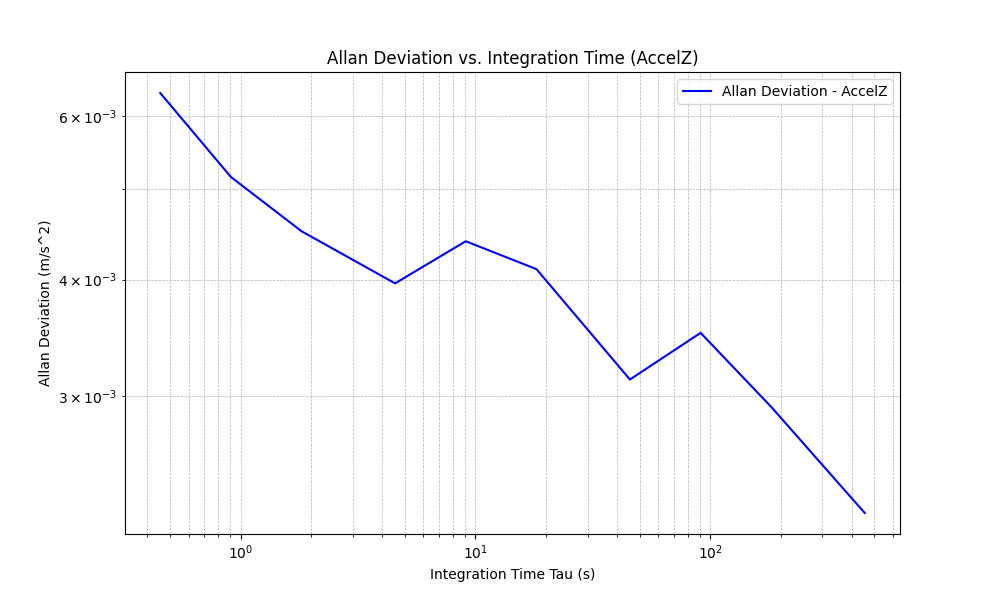 Allan Deviation vs. Integration Time (AccelZ)
Allan Deviation - AccelZ
Allan Deviation (m/s^2)
6 × 10⁻³
4 × 10⁻³
3 × 10⁻³
10⁰ 10¹ 10²
Integration Time Tau (s)